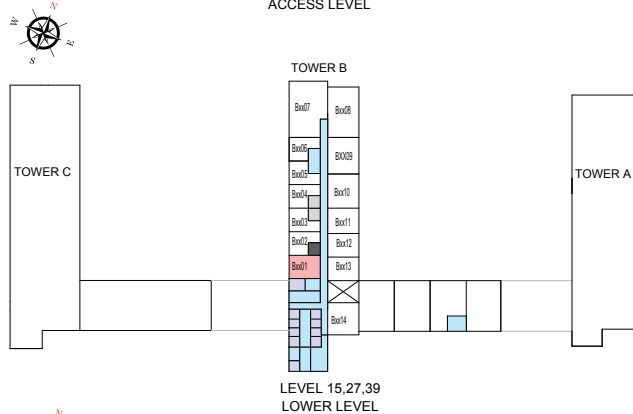 ACCESS LEVEL
N
W
E
S
TOWER B
Bxx07
Bxx08
Bxx06
BXX09
Bxx05
TOWER C
TOWER A
Bxx04
Bxx10
Bxx03
Bxx11
Bxx02
Bxx12
Bxx01
Bxx13
Bxx14
LEVEL 15,27,39
LOWER LEVEL
N